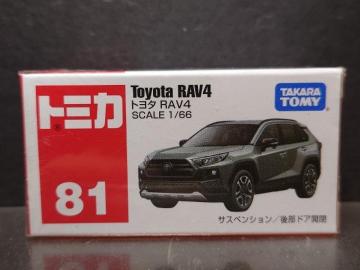 トミカ
81
Toyota RAV4
トヨタ RAV4
SCALE 1/66
TAKARA
TOMY
サスペンション／後部ドア開閉